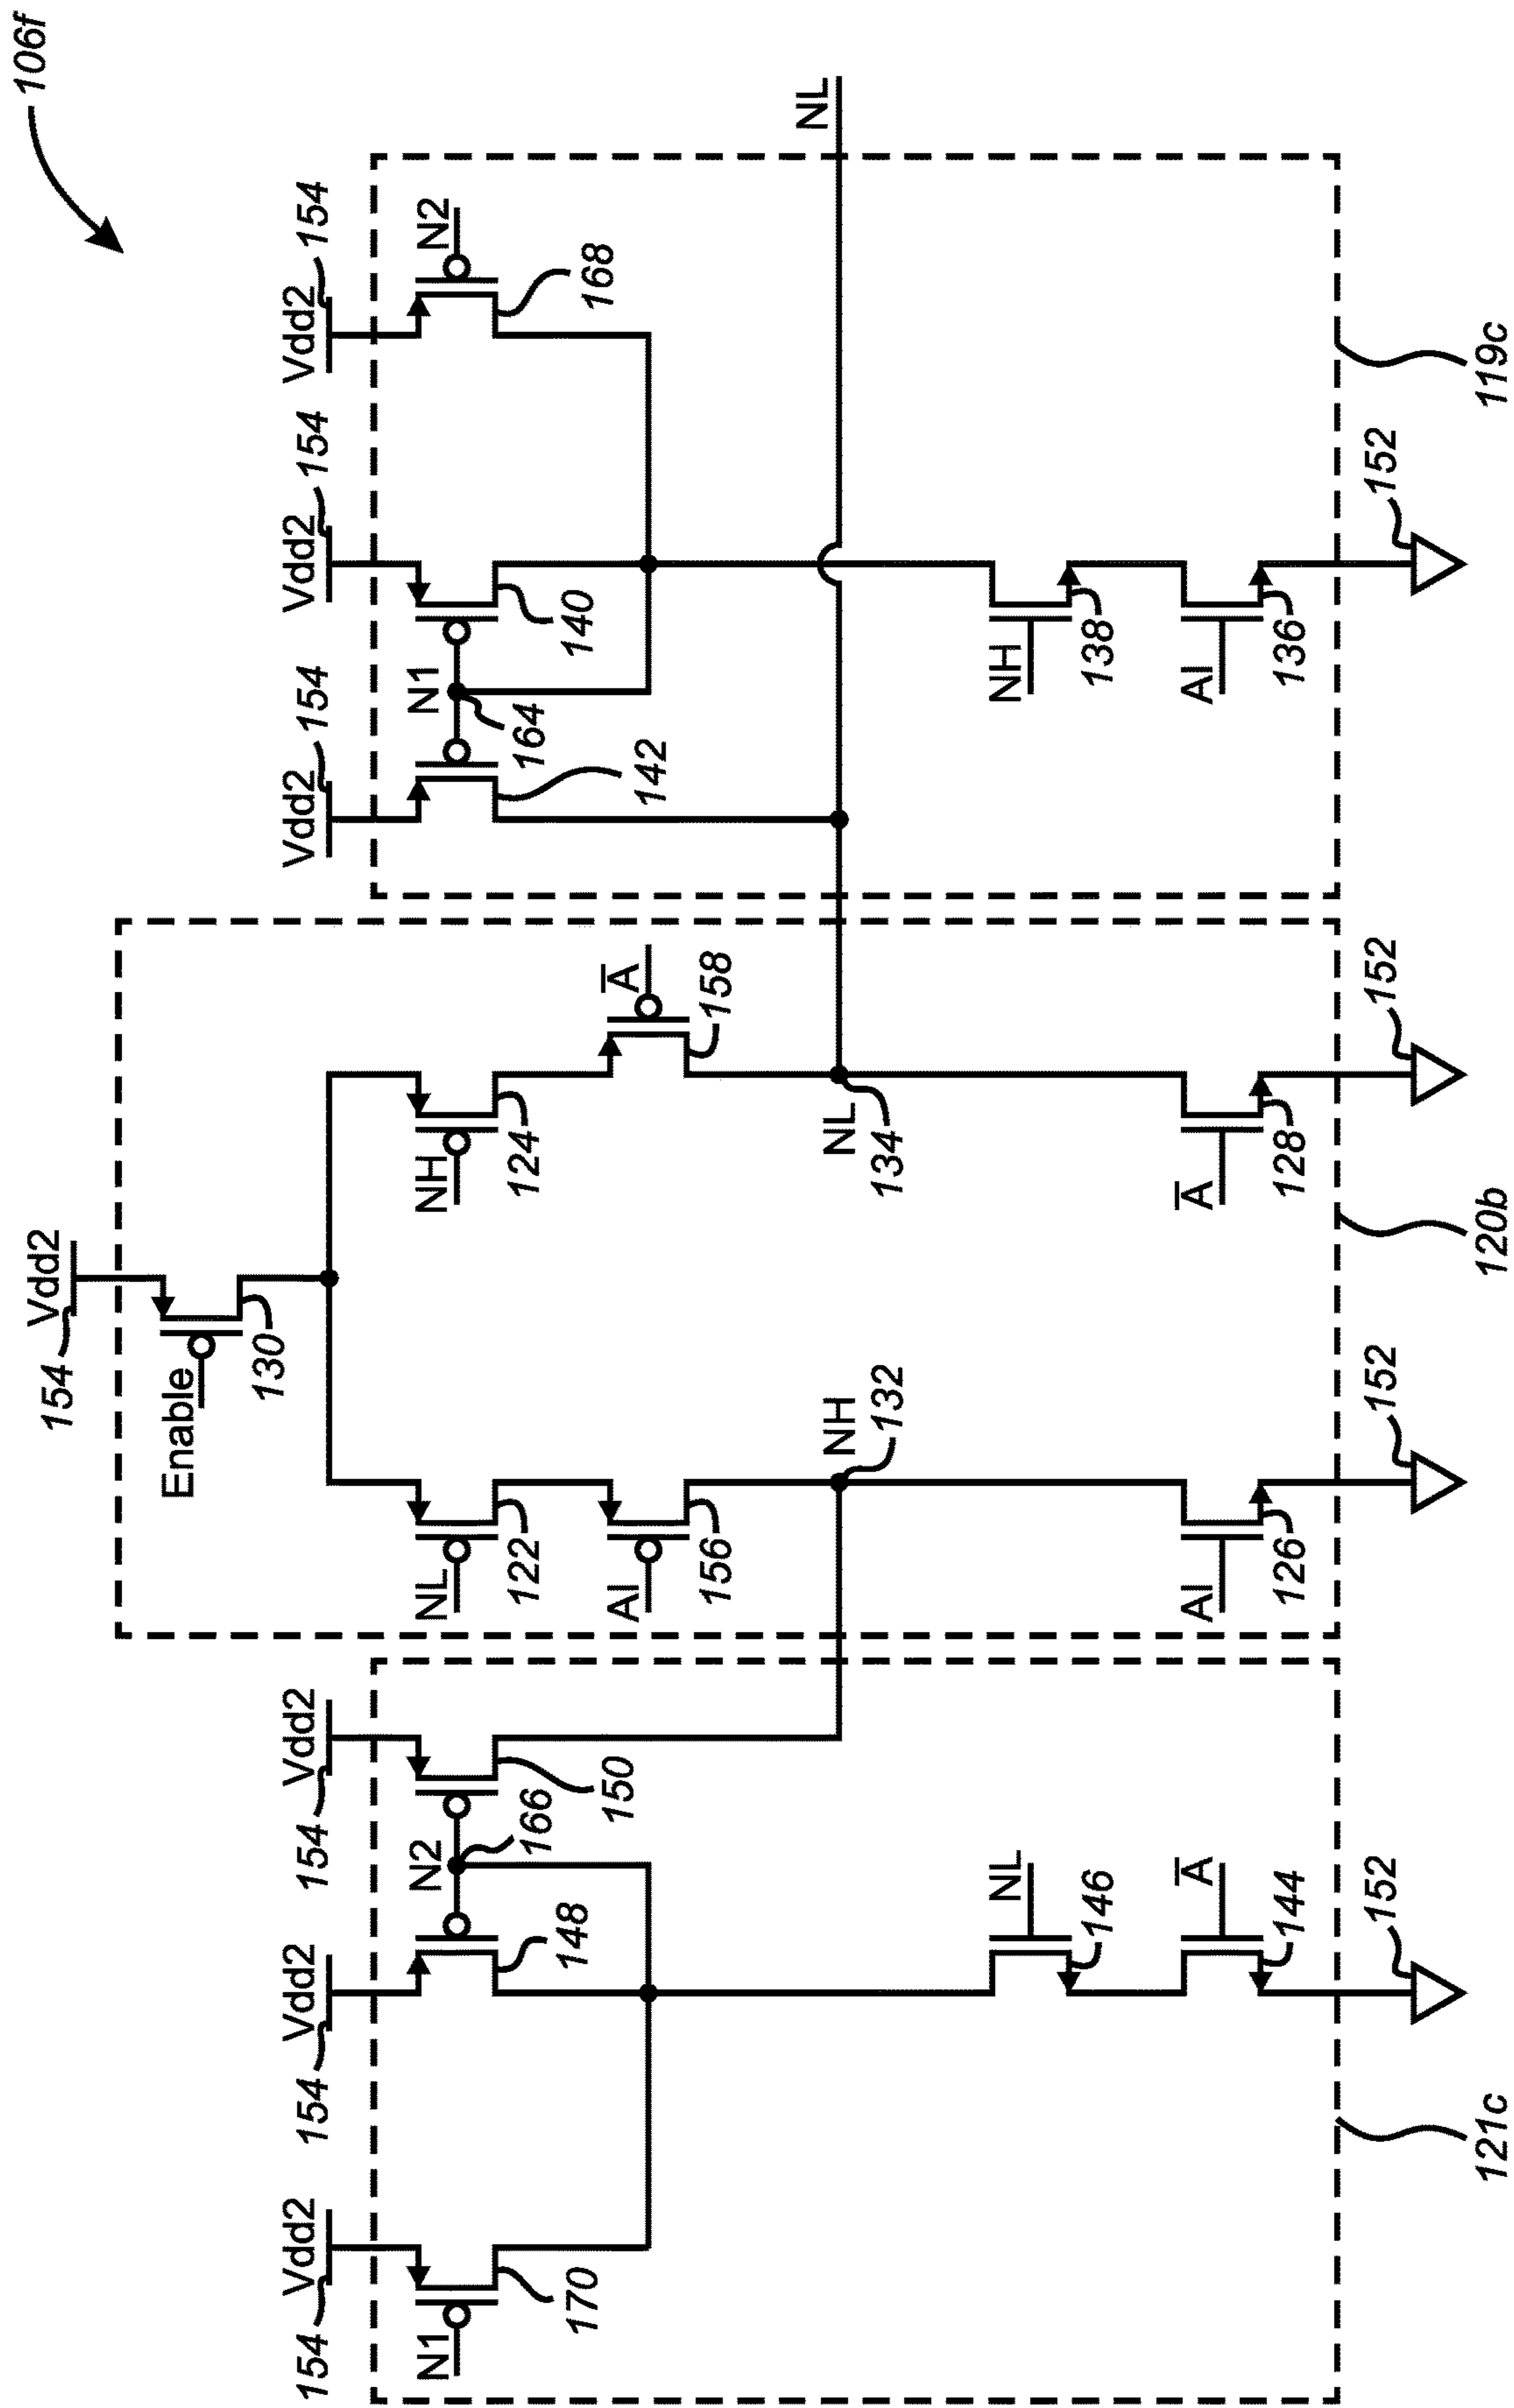 106f
Vdd2
154
Enable
130
154
Vdd2
154
Vdd2
154
Vdd2
Vdd2
154
Vdd2
154
Vdd2
154
N1
N2
NL
NH
N1
N2
170
148
166
150
122
124
164
142
140
168
AI
A̅
156
158
NH
132
NL
134
NL
NL
146
NH
138
A̅
144
AI
126
A̅
128
AI
136
152
152
152
152
121c
120b
119c